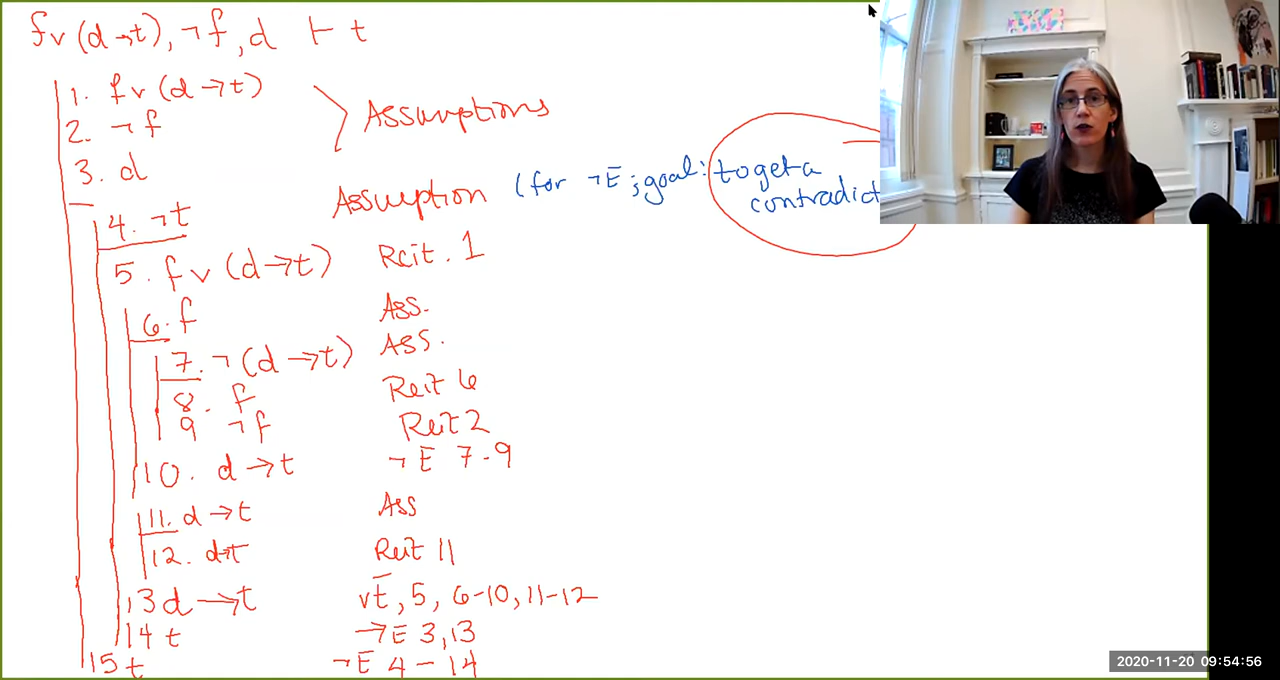 f v (d → t), ¬ f, d ⊢ t
1. f v (d → t)
2. ¬ f
3. d
Assumptions
4. ¬ t Assumption (for ¬E; goal: to get a
contradict
5. f v (d → t) Reit. 1
6. f Ass.
7. ¬ (d → t) Ass.
8. f Reit 6
9 ¬ f Reit 2
10. d → t ¬ E 7-9
11. d → t Ass
12. d → t Reit 11
13 d → t vE, 5, 6-10, 11-12
14 t → E 3, 13
15 t ¬ E 4 - 14
2020-11-20 09:54:56